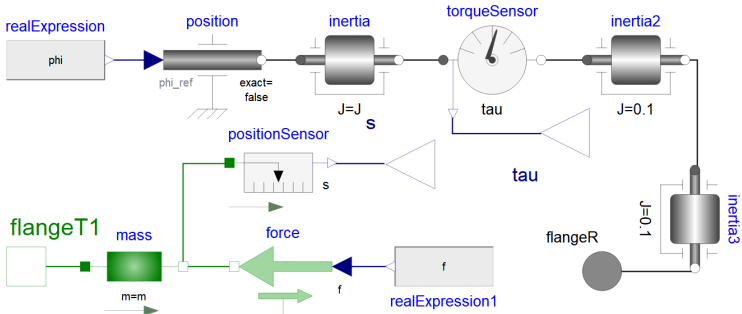 realExpression
position
inertia
torqueSensor
inertia2
phi
phi_ref
exact=
false
J=J
tau
J=0.1
s
positionSensor
tau
s
J=0.1
inertia3
flangeT1
mass
force
flangeR
f
f
m=m
realExpression1